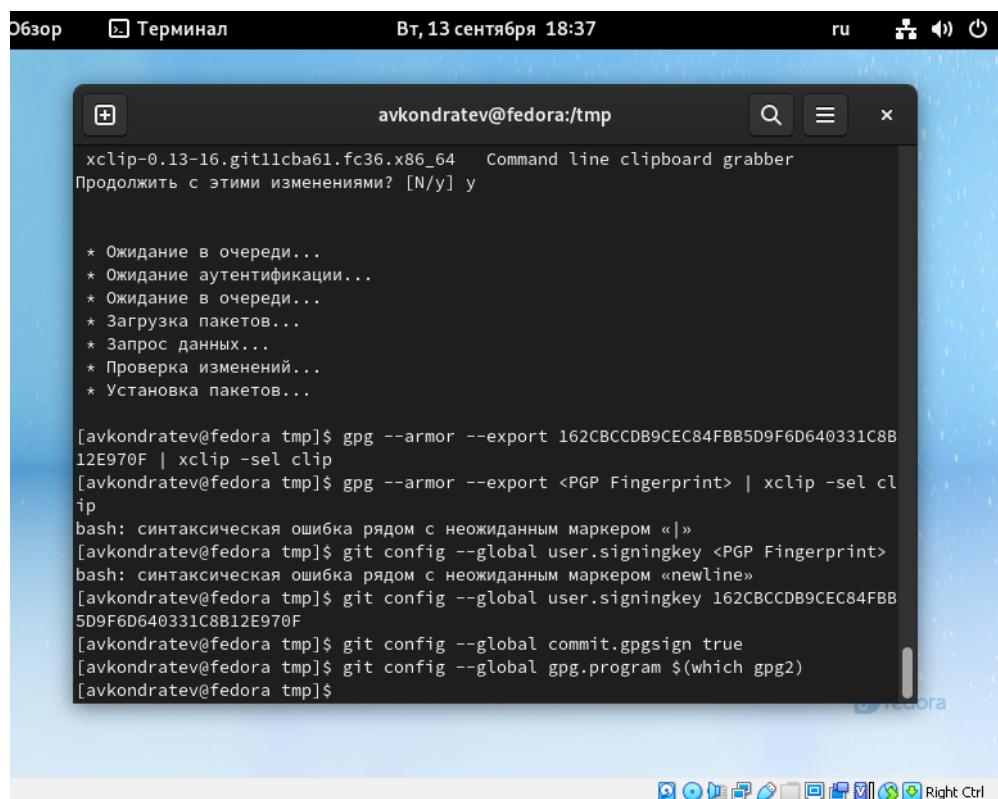 Обзор Терминал Вт, 13 сентября 18:37 ru
avkondratev@fedora:/tmp
xclip-0.13-16.git11cba61.fc36.x86_64 Command line clipboard grabber
Продолжить с этими изменениями? [N/y] y
* Ожидание в очереди...
* Ожидание аутентификации...
* Ожидание в очереди...
* Загрузка пакетов...
* Запрос данных...
* Проверка изменений...
* Установка пакетов...
[avkondratev@fedora tmp]$ gpg --armor --export 162CBCCDB9CEC84FBB5D9F6D640331C8B
12E970F | xclip -sel clip
[avkondratev@fedora tmp]$ gpg --armor --export <PGP Fingerprint> | xclip -sel cl
ip
bash: синтаксическая ошибка рядом с неожиданным маркером «|»
[avkondratev@fedora tmp]$ git config --global user.signingkey <PGP Fingerprint>
bash: синтаксическая ошибка рядом с неожиданным маркером «newline»
[avkondratev@fedora tmp]$ git config --global user.signingkey 162CBCCDB9CEC84FBB
5D9F6D640331C8B12E970F
[avkondratev@fedora tmp]$ git config --global commit.gpgsign true
[avkondratev@fedora tmp]$ git config --global gpg.program $(which gpg2)
[avkondratev@fedora tmp]$
fedora
Right Ctrl